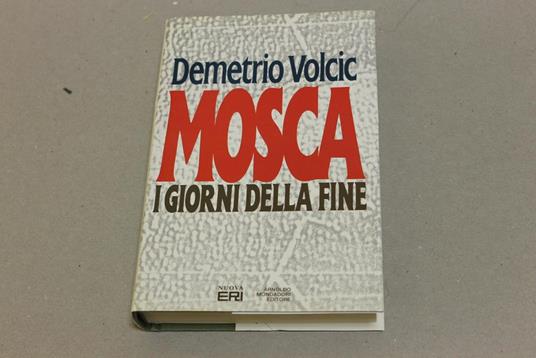 Demetrio Volcic
MOSCA
I GIORNI DELLA FINE
NUOVA
ERI
ARNOLDO
MONDADORI
EDITORE